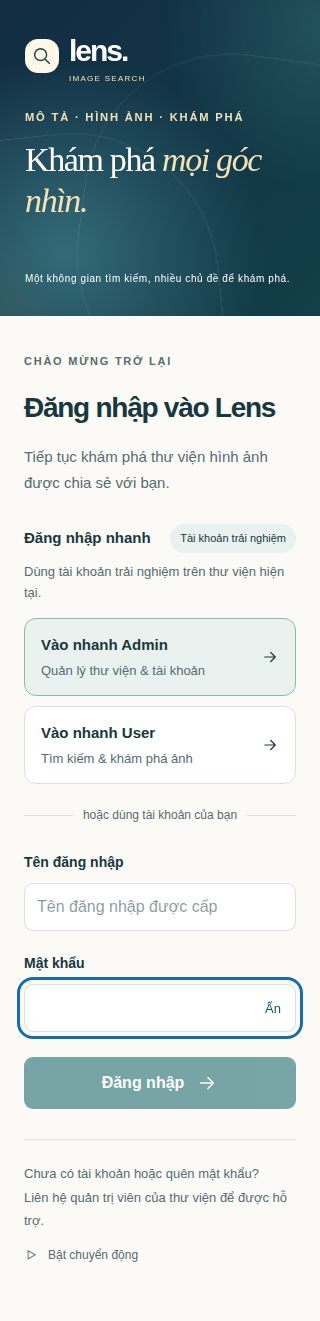 lens.
IMAGE SEARCH
MÔ TẢ · HÌNH ẢNH · KHÁM PHÁ
Khám phá mọi góc
nhìn.
Một không gian tìm kiếm, nhiều chủ đề để khám phá.
CHÀO MỪNG TRỞ LẠI
Đăng nhập vào Lens
Tiếp tục khám phá thư viện hình ảnh
được chia sẻ với bạn.
Đăng nhập nhanh
Tài khoản trải nghiệm
Dùng tài khoản trải nghiệm trên thư viện hiện
tại.
Vào nhanh Admin
Quản lý thư viện & tài khoản
Vào nhanh User
Tìm kiếm & khám phá ảnh
hoặc dùng tài khoản của bạn
Tên đăng nhập
Tên đăng nhập được cấp
Mật khẩu
Ẩn
Đăng nhập
Chưa có tài khoản hoặc quên mật khẩu?
Liên hệ quản trị viên của thư viện để được hỗ
trợ.
Bật chuyển động